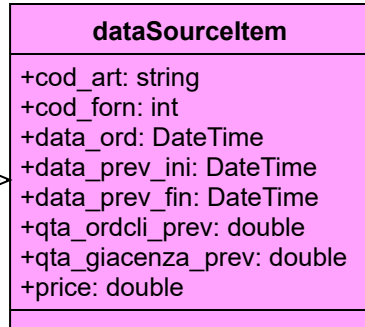 dataSourceItem
+cod_art: string
+cod_forn: int
+data_ord: DateTime
+data_prev_ini: DateTime
+data_prev_fin: DateTime
+qta_ordcli_prev: double
+qta_giacenza_prev: double
+price: double